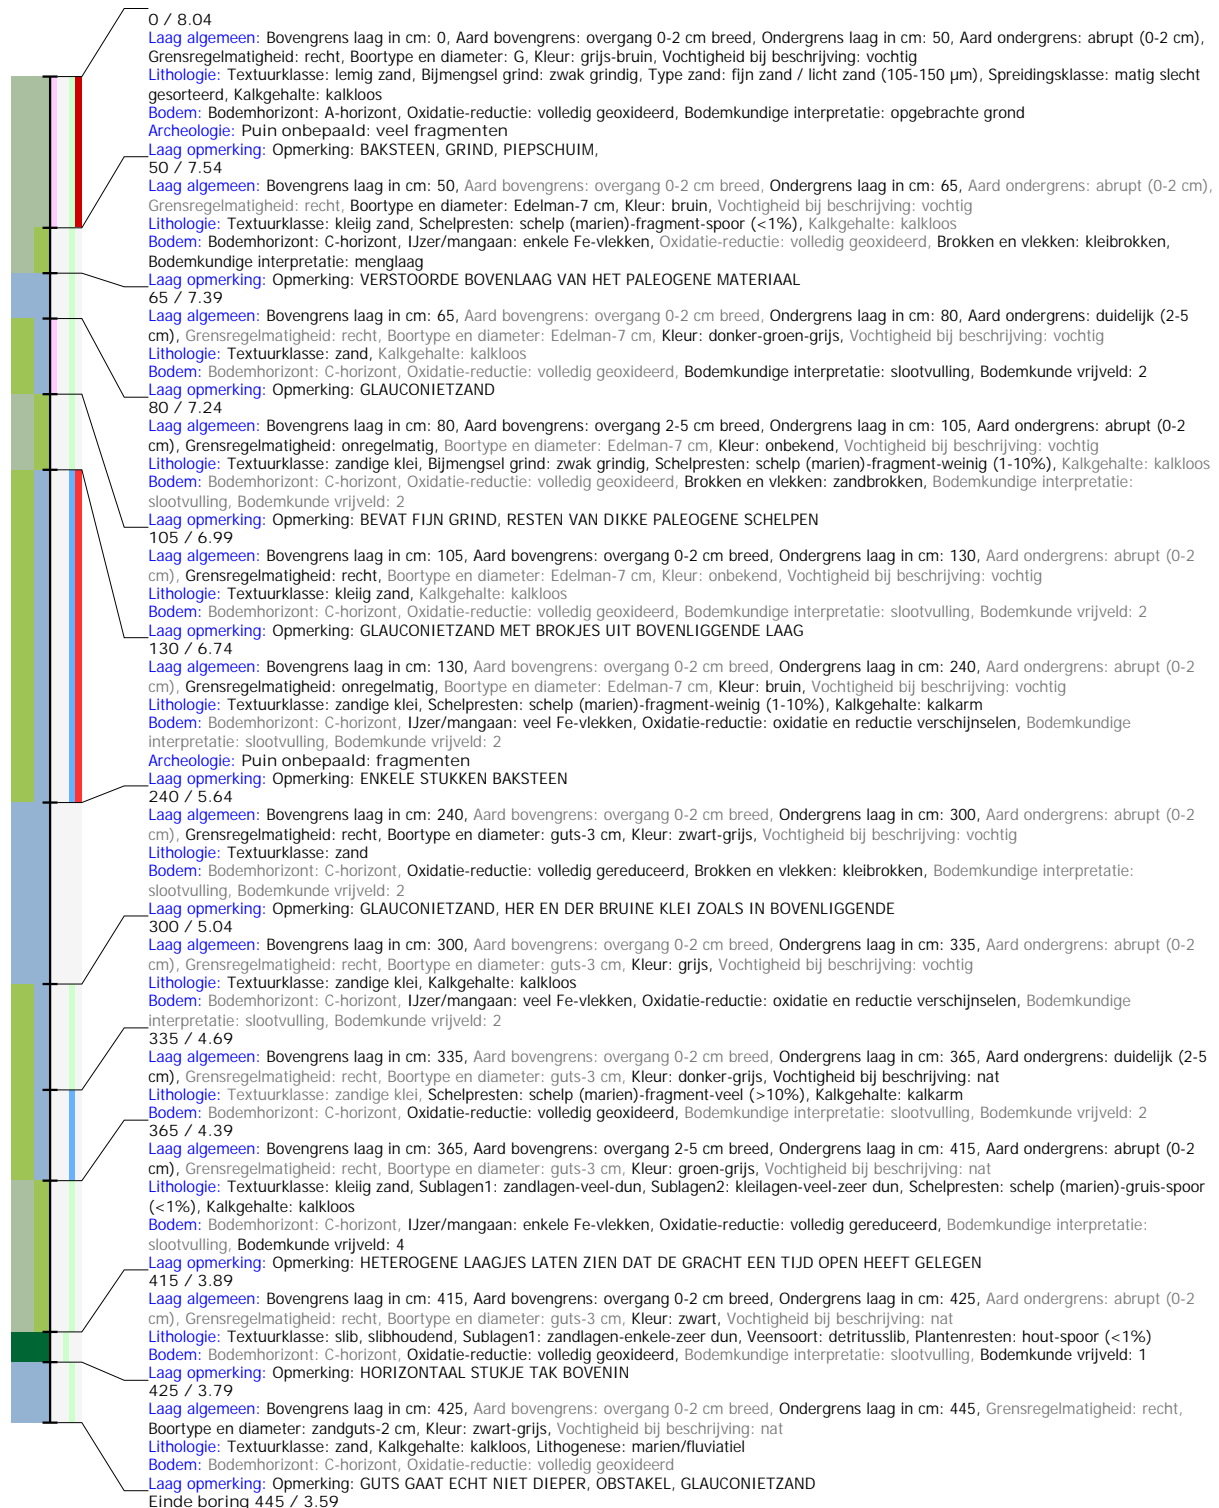 0 / 8.04
Laag algemeen: Bovengrens laag in cm: 0, Aard bovengrens: overgang 0-2 cm breed, Ondergrens laag in cm: 50, Aard ondergrens: abrupt (0-2 cm),
Grensregelmatigheid: recht, Boortype en diameter: G, Kleur: grijs-bruin, Vochtigheid bij beschrijving: vochtig
Lithologie: Textuurklasse: lemig zand, Bijmengsel grind: zwak grindig, Type zand: fijn zand / licht zand (105-150 µm), Spreidingsklasse: matig slecht
gesorteerd, Kalkgehalte: kalkloos
Bodem: Bodemhorizont: A-horizont, Oxidatie-reductie: volledig geoxideerd, Bodemkundige interpretatie: opgebrachte grond
Archeologie: Puin onbepaald: veel fragmenten
Laag opmerking: Opmerking: BAKSTEEN, GRIND, PIEPSCHUIM,
50 / 7.54
Laag algemeen: Bovengrens laag in cm: 50, Aard bovengrens: overgang 0-2 cm breed, Ondergrens laag in cm: 65, Aard ondergrens: abrupt (0-2 cm),
Grensregelmatigheid: recht, Boortype en diameter: Edelman-7 cm, Kleur: bruin, Vochtigheid bij beschrijving: vochtig
Lithologie: Textuurklasse: kleiig zand, Schelpresten: schelp (marien)-fragment-spoor (<1%), Kalkgehalte: kalkloos
Bodem: Bodemhorizont: C-horizont, IJzer/mangaan: enkele Fe-vlekken, Oxidatie-reductie: volledig geoxideerd, Brokken en vlekken: kleibrokken,
Bodemkundige interpretatie: menglaag
Laag opmerking: Opmerking: VERSTOORDE BOVENLAAG VAN HET PALEOGENE MATERIAAL
65 / 7.39
Laag algemeen: Bovengrens laag in cm: 65, Aard bovengrens: overgang 0-2 cm breed, Ondergrens laag in cm: 80, Aard ondergrens: duidelijk (2-5
cm), Grensregelmatigheid: recht, Boortype en diameter: Edelman-7 cm, Kleur: donker-groen-grijs, Vochtigheid bij beschrijving: vochtig
Lithologie: Textuurklasse: zand, Kalkgehalte: kalkloos
Bodem: Bodemhorizont: C-horizont, Oxidatie-reductie: volledig geoxideerd, Bodemkundige interpretatie: slootvulling, Bodemkunde vrijveld: 2
Laag opmerking: Opmerking: GLAUCONIETZAND
80 / 7.24
Laag algemeen: Bovengrens laag in cm: 80, Aard bovengrens: overgang 2-5 cm breed, Ondergrens laag in cm: 105, Aard ondergrens: abrupt (0-2
cm), Grensregelmatigheid: onregelmatig, Boortype en diameter: Edelman-7 cm, Kleur: onbekend, Vochtigheid bij beschrijving: vochtig
Lithologie: Textuurklasse: zandige klei, Bijmengsel grind: zwak grindig, Schelpresten: schelp (marien)-fragment-weinig (1-10%), Kalkgehalte: kalkloos
Bodem: Bodemhorizont: C-horizont, Oxidatie-reductie: volledig geoxideerd, Brokken en vlekken: zandbrokken, Bodemkundige interpretatie:
slootvulling, Bodemkunde vrijveld: 2
Laag opmerking: Opmerking: BEVAT FIJN GRIND, RESTEN VAN DIKKE PALEOGENE SCHELPEN
105 / 6.99
Laag algemeen: Bovengrens laag in cm: 105, Aard bovengrens: overgang 0-2 cm breed, Ondergrens laag in cm: 130, Aard ondergrens: abrupt (0-2
cm), Grensregelmatigheid: recht, Boortype en diameter: Edelman-7 cm, Kleur: onbekend, Vochtigheid bij beschrijving: vochtig
Lithologie: Textuurklasse: kleiig zand, Kalkgehalte: kalkloos
Bodem: Bodemhorizont: C-horizont, Oxidatie-reductie: volledig geoxideerd, Bodemkundige interpretatie: slootvulling, Bodemkunde vrijveld: 2
Laag opmerking: Opmerking: GLAUCONIETZAND MET BROKJES UIT BOVENLIGGENDE LAAG
130 / 6.74
Laag algemeen: Bovengrens laag in cm: 130, Aard bovengrens: overgang 0-2 cm breed, Ondergrens laag in cm: 240, Aard ondergrens: abrupt (0-2
cm), Grensregelmatigheid: onregelmatig, Boortype en diameter: Edelman-7 cm, Kleur: bruin, Vochtigheid bij beschrijving: vochtig
Lithologie: Textuurklasse: zandige klei, Schelpresten: schelp (marien)-fragment-weinig (1-10%), Kalkgehalte: kalkarm
Bodem: Bodemhorizont: C-horizont, IJzer/mangaan: veel Fe-vlekken, Oxidatie-reductie: oxidatie en reductie verschijnselen, Bodemkundige
interpretatie: slootvulling, Bodemkunde vrijveld: 2
Archeologie: Puin onbepaald: fragmenten
Laag opmerking: Opmerking: ENKELE STUKKEN BAKSTEEN
240 / 5.64
Laag algemeen: Bovengrens laag in cm: 240, Aard bovengrens: overgang 0-2 cm breed, Ondergrens laag in cm: 300, Aard ondergrens: abrupt (0-2
cm), Grensregelmatigheid: recht, Boortype en diameter: guts-3 cm, Kleur: zwart-grijs, Vochtigheid bij beschrijving: vochtig
Lithologie: Textuurklasse: zand
Bodem: Bodemhorizont: C-horizont, Oxidatie-reductie: volledig gereduceerd, Brokken en vlekken: kleibrokken, Bodemkundige interpretatie:
slootvulling, Bodemkunde vrijveld: 2
Laag opmerking: Opmerking: GLAUCONIETZAND, HER EN DER BRUINE KLEI ZOALS IN BOVENLIGGENDE
300 / 5.04
Laag algemeen: Bovengrens laag in cm: 300, Aard bovengrens: overgang 0-2 cm breed, Ondergrens laag in cm: 335, Aard ondergrens: abrupt (0-2
cm), Grensregelmatigheid: recht, Boortype en diameter: guts-3 cm, Kleur: grijs, Vochtigheid bij beschrijving: vochtig
Lithologie: Textuurklasse: zandige klei, Kalkgehalte: kalkloos
Bodem: Bodemhorizont: C-horizont, IJzer/mangaan: veel Fe-vlekken, Oxidatie-reductie: oxidatie en reductie verschijnselen, Bodemkundige
interpretatie: slootvulling, Bodemkunde vrijveld: 2
335 / 4.69
Laag algemeen: Bovengrens laag in cm: 335, Aard bovengrens: overgang 0-2 cm breed, Ondergrens laag in cm: 365, Aard ondergrens: duidelijk (2-5
cm), Grensregelmatigheid: recht, Boortype en diameter: guts-3 cm, Kleur: donker-grijs, Vochtigheid bij beschrijving: nat
Lithologie: Textuurklasse: zandige klei, Schelpresten: schelp (marien)-fragment-veel (>10%), Kalkgehalte: kalkarm
Bodem: Bodemhorizont: C-horizont, Oxidatie-reductie: volledig geoxideerd, Bodemkundige interpretatie: slootvulling, Bodemkunde vrijveld: 2
365 / 4.39
Laag algemeen: Bovengrens laag in cm: 365, Aard bovengrens: overgang 2-5 cm breed, Ondergrens laag in cm: 415, Aard ondergrens: abrupt (0-2
cm), Grensregelmatigheid: recht, Boortype en diameter: guts-3 cm, Kleur: groen-grijs, Vochtigheid bij beschrijving: nat
Lithologie: Textuurklasse: kleiig zand, Sublagen1: zandlagen-veel-dun, Sublagen2: kleilagen-veel-zeer dun, Schelpresten: schelp (marien)-gruis-spoor
(<1%), Kalkgehalte: kalkloos
Bodem: Bodemhorizont: C-horizont, IJzer/mangaan: enkele Fe-vlekken, Oxidatie-reductie: volledig gereduceerd, Bodemkundige interpretatie:
slootvulling, Bodemkunde vrijveld: 4
Laag opmerking: Opmerking: HETEROGENE LAAGJES LATEN ZIEN DAT DE GRACHT EEN TIJD OPEN HEEFT GELEGEN
415 / 3.89
Laag algemeen: Bovengrens laag in cm: 415, Aard bovengrens: overgang 0-2 cm breed, Ondergrens laag in cm: 425, Aard ondergrens: abrupt (0-2
cm), Grensregelmatigheid: recht, Boortype en diameter: guts-3 cm, Kleur: zwart, Vochtigheid bij beschrijving: nat
Lithologie: Textuurklasse: slib, slibhoudend, Sublagen1: zandlagen-enkele-zeer dun, Veensoort: detritusslib, Plantenresten: hout-spoor (<1%)
Bodem: Bodemhorizont: C-horizont, Oxidatie-reductie: volledig geoxideerd, Bodemkundige interpretatie: slootvulling, Bodemkunde vrijveld: 1
Laag opmerking: Opmerking: HORIZONTAAL STUKJE TAK BOVENIN
425 / 3.79
Laag algemeen: Bovengrens laag in cm: 425, Aard bovengrens: overgang 0-2 cm breed, Ondergrens laag in cm: 445, Grensregelmatigheid: recht,
Boortype en diameter: zandguts-2 cm, Kleur: zwart-grijs, Vochtigheid bij beschrijving: nat
Lithologie: Textuurklasse: zand, Kalkgehalte: kalkloos, Lithogenese: marien/fluviatiel
Bodem: Bodemhorizont: C-horizont, Oxidatie-reductie: volledig geoxideerd
Laag opmerking: Opmerking: GUTS GAAT ECHT NIET DIEPER, OBSTAKEL, GLAUCONIETZAND
Einde boring 445 / 3.59